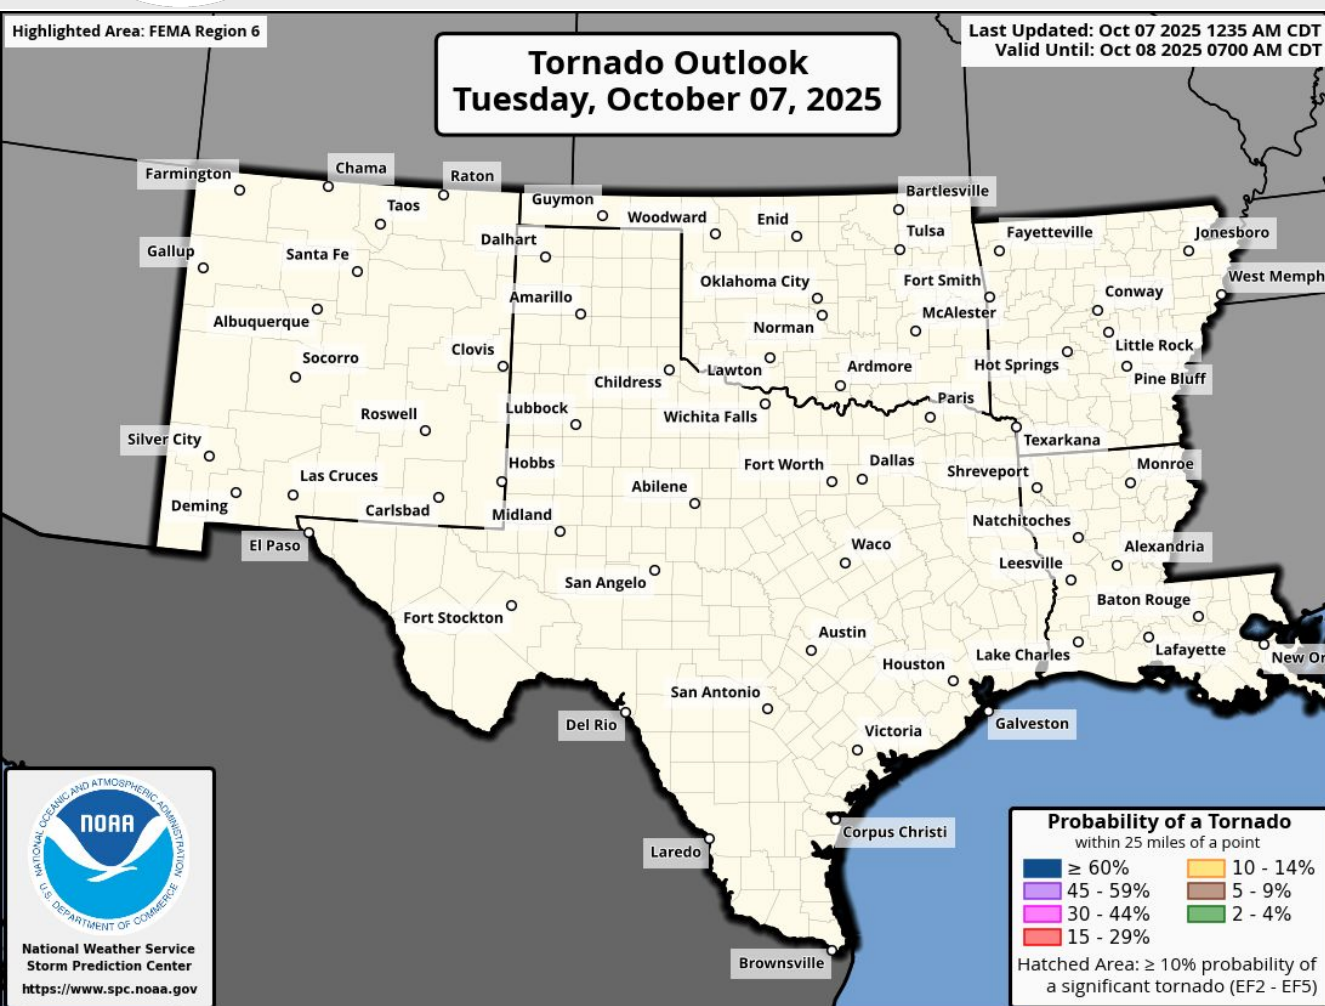 Highlighted Area: FEMA Region 6
Last Updated: Oct 07 2025 1235 AM CDT
Valid Until: Oct 08 2025 0700 AM CDT
Tornado Outlook
Tuesday, October 07, 2025
Farmington
Chama
Raton
Taos
Guymon
Woodward
Enid
Bartlesville
Tulsa
Fayetteville
Jonesboro
Gallup
Santa Fe
Dalhart
Oklahoma City
Fort Smith
Conway
West Memph
Albuquerque
Amarillo
Norman
McAlester
Little Rock
Socorro
Clovis
Childress
Lawton
Ardmore
Hot Springs
Pine Bluff
Roswell
Lubbock
Wichita Falls
Paris
Texarkana
Silver City
Las Cruces
Hobbs
Fort Worth
Dallas
Shreveport
Monroe
Deming
Carlsbad
Midland
Abilene
Natchitoches
El Paso
San Angelo
Waco
Leesville
Alexandria
Fort Stockton
Austin
Baton Rouge
Houston
Lake Charles
Lafayette
New Or
San Antonio
Del Rio
Victoria
Galveston
Laredo
Corpus Christi
Brownsville
NATIONAL OCEANIC AND ATMOSPHERIC ADMINISTRATION
NOAA
U.S. DEPARTMENT OF COMMERCE
National Weather Service
Storm Prediction Center
https://www.spc.noaa.gov
Probability of a Tornado
within 25 miles of a point
≥ 60%
10 - 14%
45 - 59%
5 - 9%
30 - 44%
2 - 4%
15 - 29%
Hatched Area: ≥ 10% probability of
a significant tornado (EF2 - EF5)